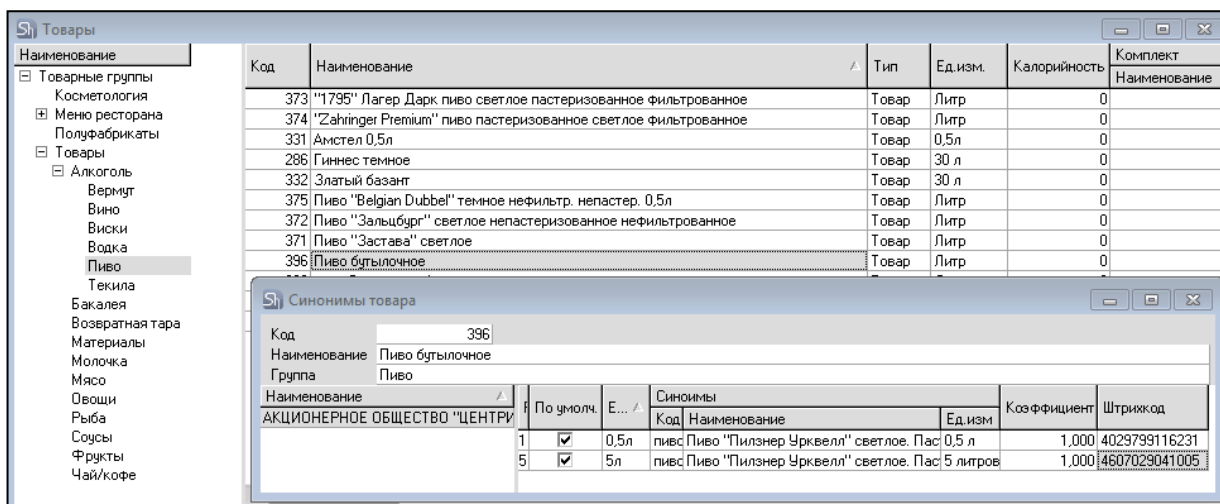 Sh Товары
Наименование
Товарные группы
Косметология
Меню ресторана
Полуфабрикаты
Товары
Алкоголь
Вермут
Вино
Виски
Водка
Пиво
Текила
Бакалея
Возвратная тара
Материалы
Молочка
Мясо
Овощи
Рыба
Соусы
Фрукты
Чай/кофе
Код Наименование Тип Ед.изм. Калорийность Комплект
Наименование
373 "1795" Лагер Дарк пиво светлое пастеризованное фильтрованное Товар Литр 0
374 "Zahringer Premium" пиво пастеризованное светлое фильтрованное Товар Литр 0
331 Амстел 0,5л Товар 0,5л 0
286 Гиннес темное Товар 30 л 0
332 Златый базант Товар 30 л 0
375 Пиво "Belgian Dubbel" темное нефильтр. непастер. 0,5л Товар Литр 0
372 Пиво "Зальцбург" светлое непастеризованное нефильтрованное Товар Литр 0
371 Пиво "Застава" светлое Товар Литр 0
396 Пиво бутылочное Товар Литр 0
Sh Синонимы товара
Код 396
Наименование Пиво бутылочное
Группа Пиво
Наименование
АКЦИОНЕРНОЕ ОБЩЕСТВО "ЦЕНТРИ
По умолч. Е... Синоимы Коэффициент Штрихкод
Код Наименование Ед.изм
1 0,5л пивс Пиво "Пилзнер Урквелл" светлое. Пас 0,5 л 1,000 4029799116231
5 5л пивс Пиво "Пилзнер Урквелл" светлое. Пас 5 литров 1,000 4607029041005